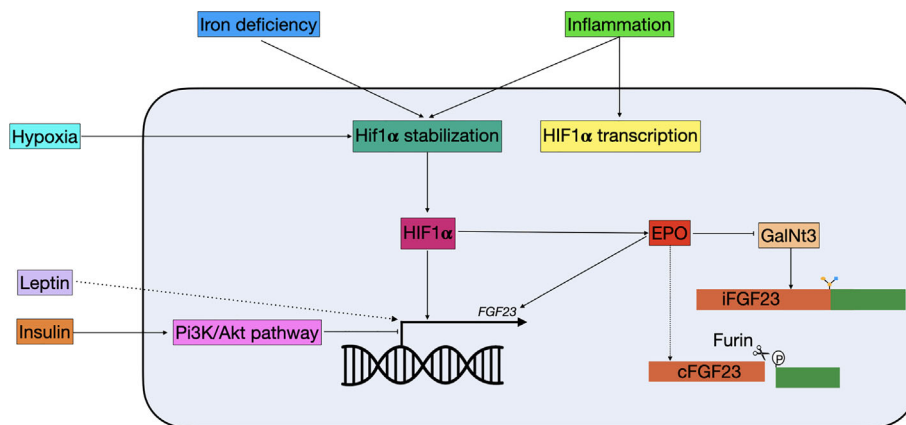 Iron deficiency
Inflammation
Hypoxia
Hif1α stabilization
HIF1α transcription
HIF1α
EPO
GalNt3
Leptin
iFGF23
FGF23
Insulin
Pi3K/Akt pathway
Furin
P
cFGF23